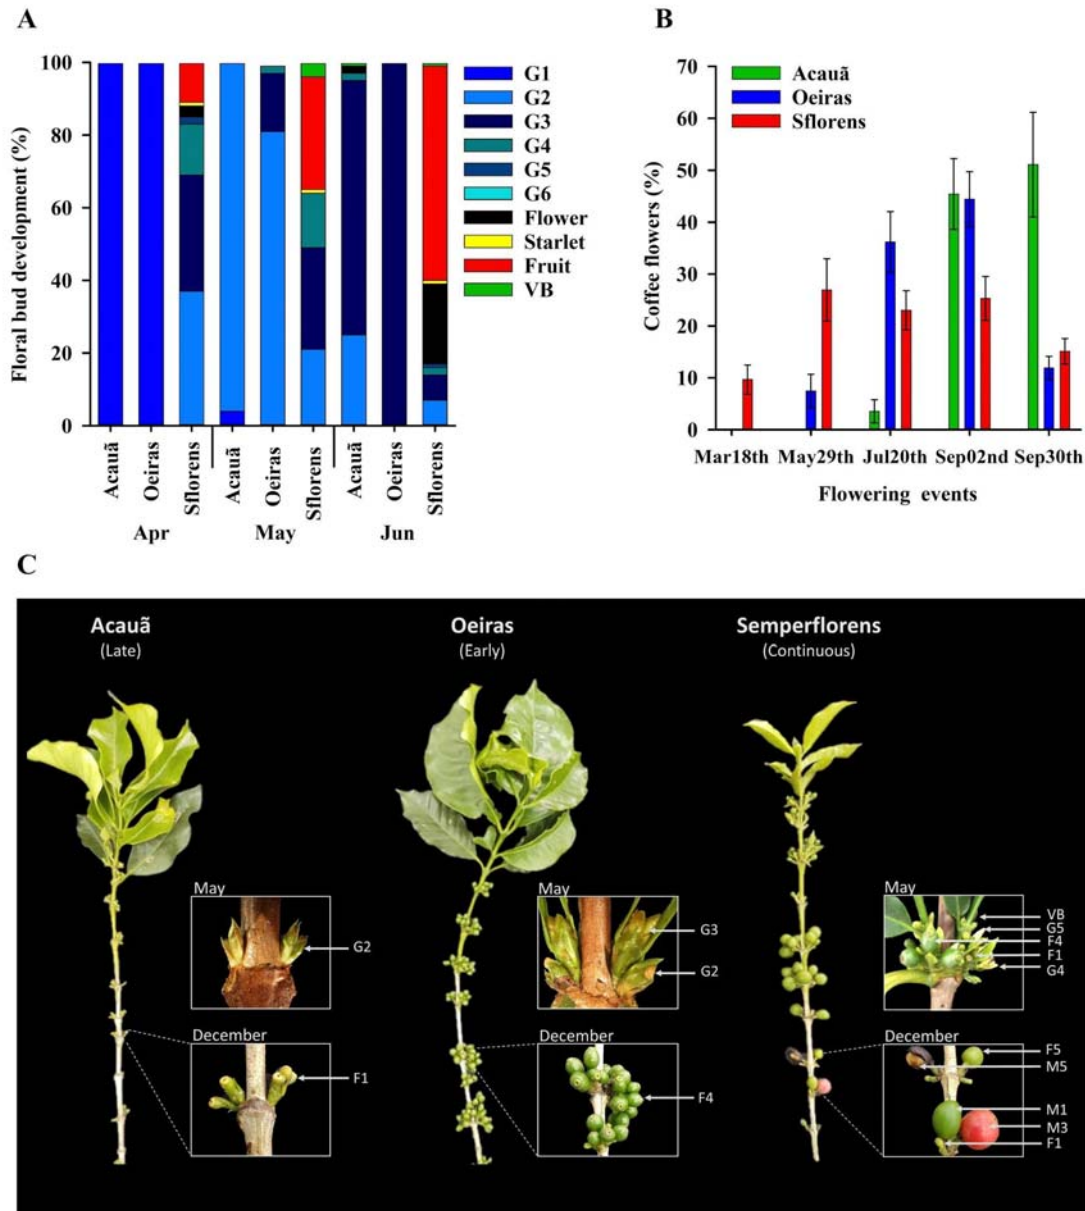 A
B
100
80
60
40
20
0
Floral bud development (%)
Acauã
Oeiras
Sflorens
Acauã
Oeiras
Sflorens
Acauã
Oeiras
Sflorens
Apr
May
Jun
G1
G2
G3
G4
G5
G6
Flower
Starlet
Fruit
VB
70
60
50
40
30
20
10
0
Coffee flowers (%)
Acauã
Oeiras
Sflorens
Mar18th May29th Jul20th Sep02nd Sep30th
Flowering events
C
Acauã
(Late)
Oeiras
(Early)
Semperflorens
(Continuous)
May
G2
December
F1
May
G3
G2
December
F4
May
VB
G5
F4
F1
G4
December
F5
M5
M1
M3
F1